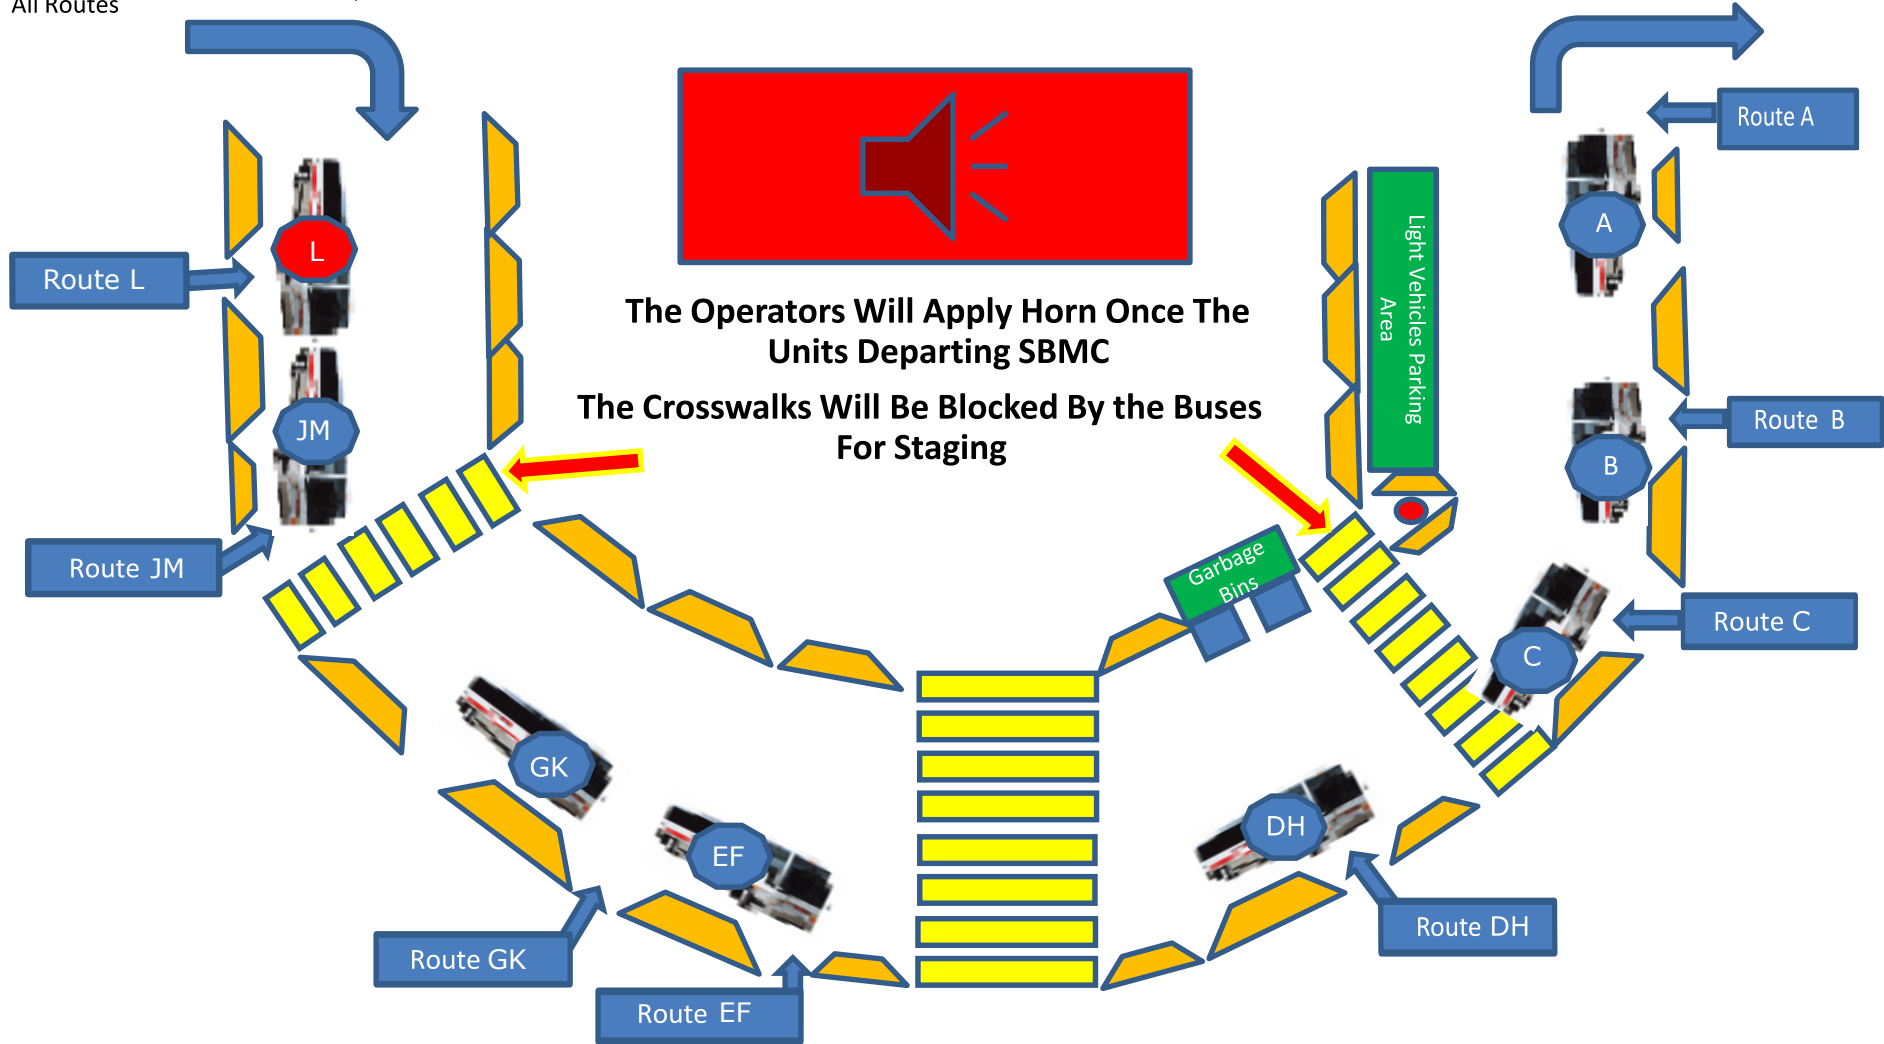 All Routes
Route A
L
A
Route L
Light Vehicles Parking
Area
The Operators Will Apply Horn Once The
Units Departing SBMC
The Crosswalks Will Be Blocked By the Buses
For Staging
JM
Route B
B
Route JM
Garbage
Bins
Route C
C
GK
EF
DH
Route DH
Route GK
Route EF